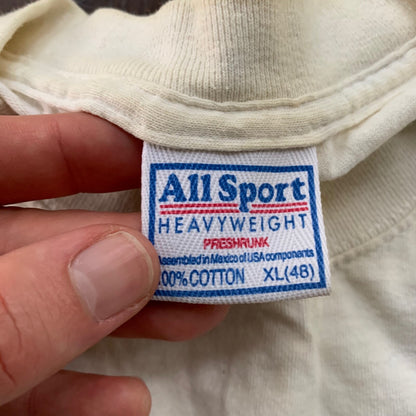 All Sport
HEAVYWEIGHT
PRESHRUNK
Assembled in Mexico of USA components
100% COTTON XL(48)